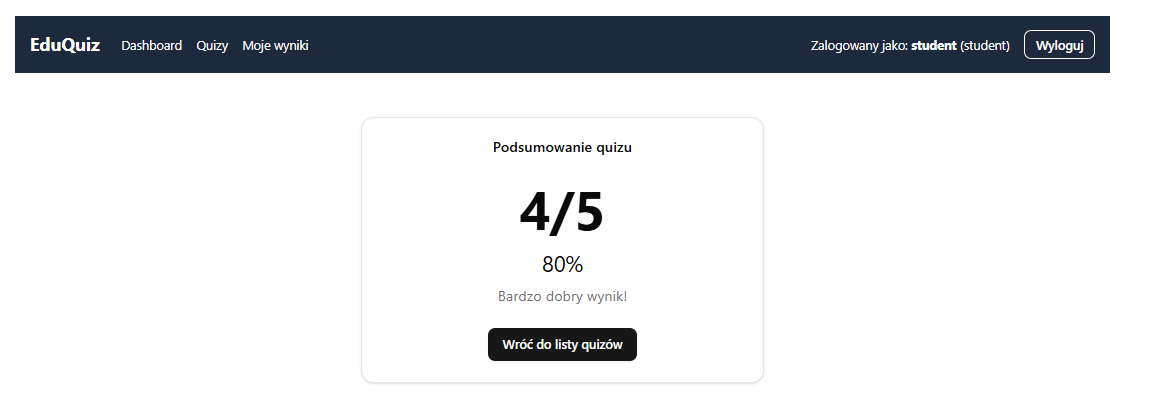 EduQuiz Dashboard Quizy Moje wyniki Zalogowany jako: student (student) Wyloguj
Podsumowanie quizu
4/5
80%
Bardzo dobry wynik!
Wróć do listy quizów